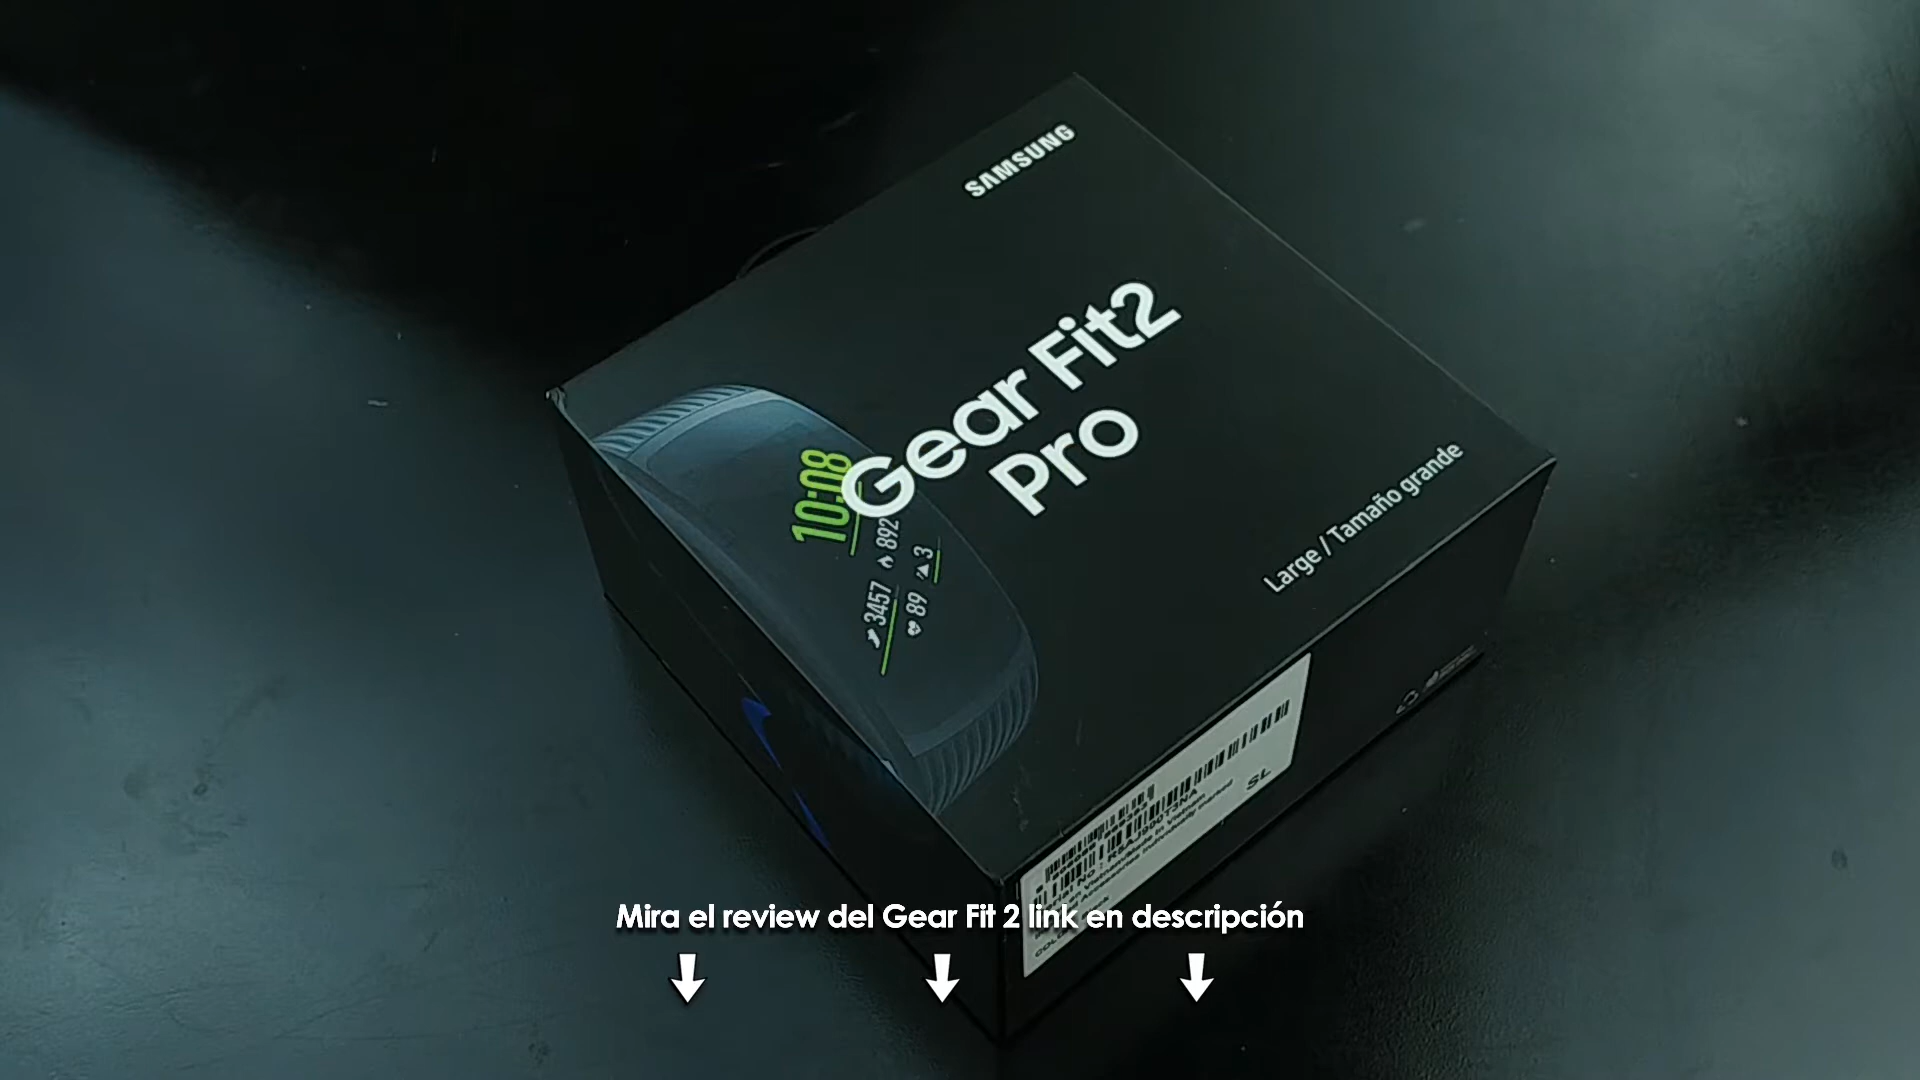 SAMSUNG
Gear Fit2
Pro
10:08
3457 892
89 3
Large / Tamaño grande
SL
Mira el review del Gear Fit 2 link en descripción